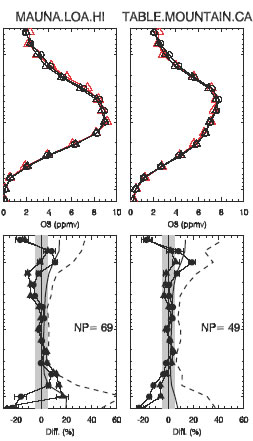 MAUNA.LOA.HI TABLE.MOUNTAIN.CA
0 2 4 6 8 10 0 2 4 6 8 10
O3 (ppmv) O3 (ppmv)
NP= 69 NP= 49
-20 0 20 40 60 -20 0 20 40 60
Diff. (%) Diff. (%)